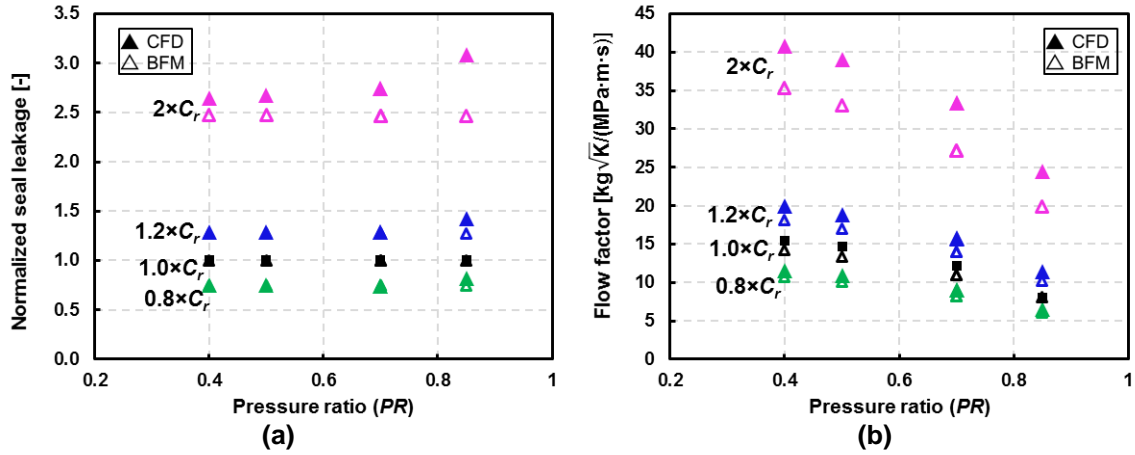 Normalized seal leakage [-]
3.5
3.0
2.5
2.0
1.5
1.0
0.5
0.0
CFD
BFM
2×Cr
1.2×Cr
1.0×Cr
0.8×Cr
0.2
0.4
0.6
0.8
1
Pressure ratio (PR)
(a)
Flow factor [kg√K/(MPa·m·s)]
45
40
35
30
25
20
15
10
5
0
CFD
BFM
2×Cr
1.2×Cr
1.0×Cr
0.8×Cr
0.2
0.4
0.6
0.8
1
Pressure ratio (PR)
(b)